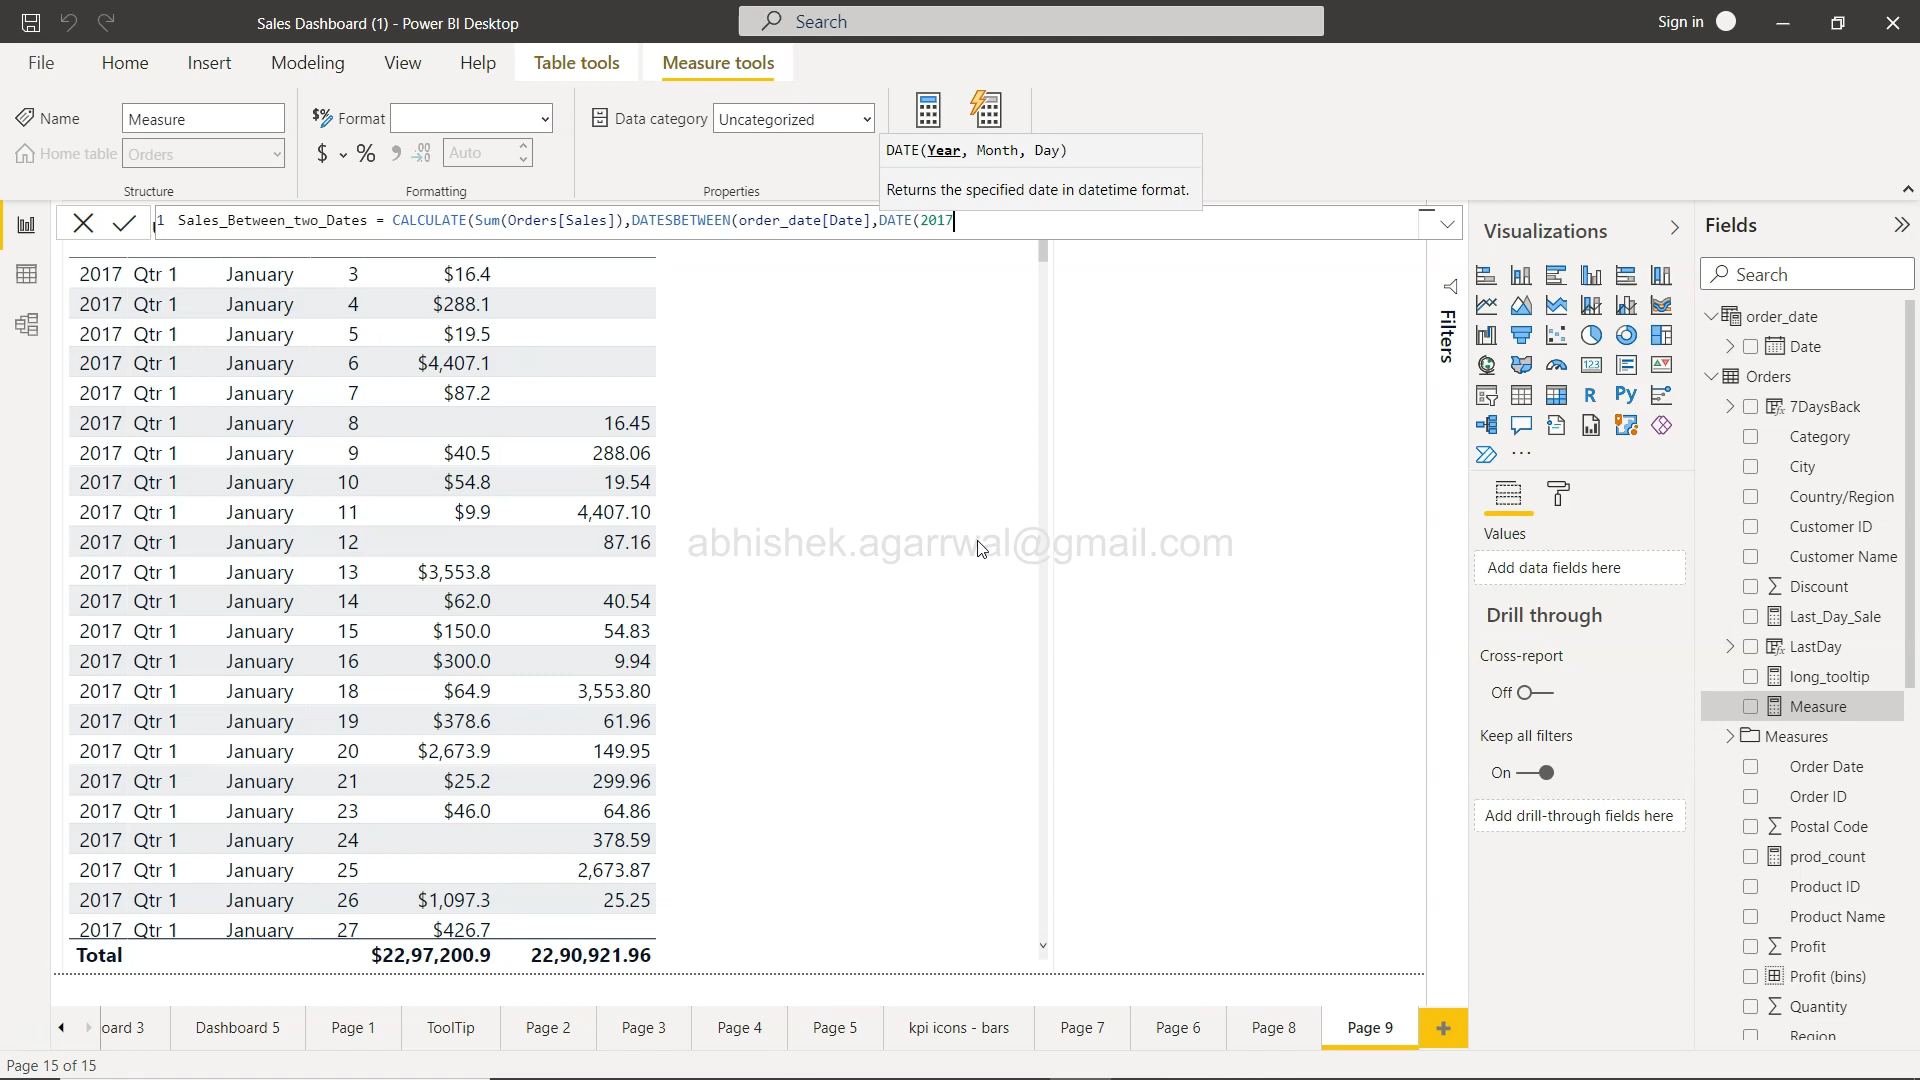 Sales Dashboard (1) - Power BI Desktop
Search
Sign in
File Home Insert Modeling View Help Table tools Measure tools
Name Measure
Home table Orders
Structure
Format
$ % Auto
Formatting
Data category Uncategorized
Properties
DATE(Year, Month, Day)
Returns the specified date in datetime format.
1 Sales_Between_two_Dates = CALCULATE(Sum(Orders[Sales]),DATESBETWEEN(order_date[Date],DATE(2017
2017 Qtr 1 January 3 $16.4
2017 Qtr 1 January 4 $288.1
2017 Qtr 1 January 5 $19.5
2017 Qtr 1 January 6 $4,407.1
2017 Qtr 1 January 7 $87.2
2017 Qtr 1 January 8 16.45
2017 Qtr 1 January 9 $40.5 288.06
2017 Qtr 1 January 10 $54.8 19.54
2017 Qtr 1 January 11 $9.9 4,407.10
2017 Qtr 1 January 12 87.16
2017 Qtr 1 January 13 $3,553.8
2017 Qtr 1 January 14 $62.0 40.54
2017 Qtr 1 January 15 $150.0 54.83
2017 Qtr 1 January 16 $300.0 9.94
2017 Qtr 1 January 18 $64.9 3,553.80
2017 Qtr 1 January 19 $378.6 61.96
2017 Qtr 1 January 20 $2,673.9 149.95
2017 Qtr 1 January 21 $25.2 299.96
2017 Qtr 1 January 23 $46.0 64.86
2017 Qtr 1 January 24 378.59
2017 Qtr 1 January 25 2,673.87
2017 Qtr 1 January 26 $1,097.3 25.25
2017 Qtr 1 January 27 $426.7
Total $22,97,200.9 22,90,921.96
abhishek.agarrwal@gmail.com
Filters
Visualizations
R Py
123
...
Values
Add data fields here
Drill through
Cross-report
Off
Keep all filters
On
Add drill-through fields here
Fields
Search
order_date
Date
Orders
7DaysBack
Category
City
Country/Region
Customer ID
Customer Name
Discount
Last_Day_Sale
LastDay
long_tooltip
Measure
Measures
Order Date
Order ID
Postal Code
prod_count
Product ID
Product Name
Profit
Profit (bins)
Quantity
Region
oard 3 Dashboard 5 Page 1 ToolTip Page 2 Page 3 Page 4 Page 5 kpi icons - bars Page 7 Page 6 Page 8 Page 9
Page 15 of 15